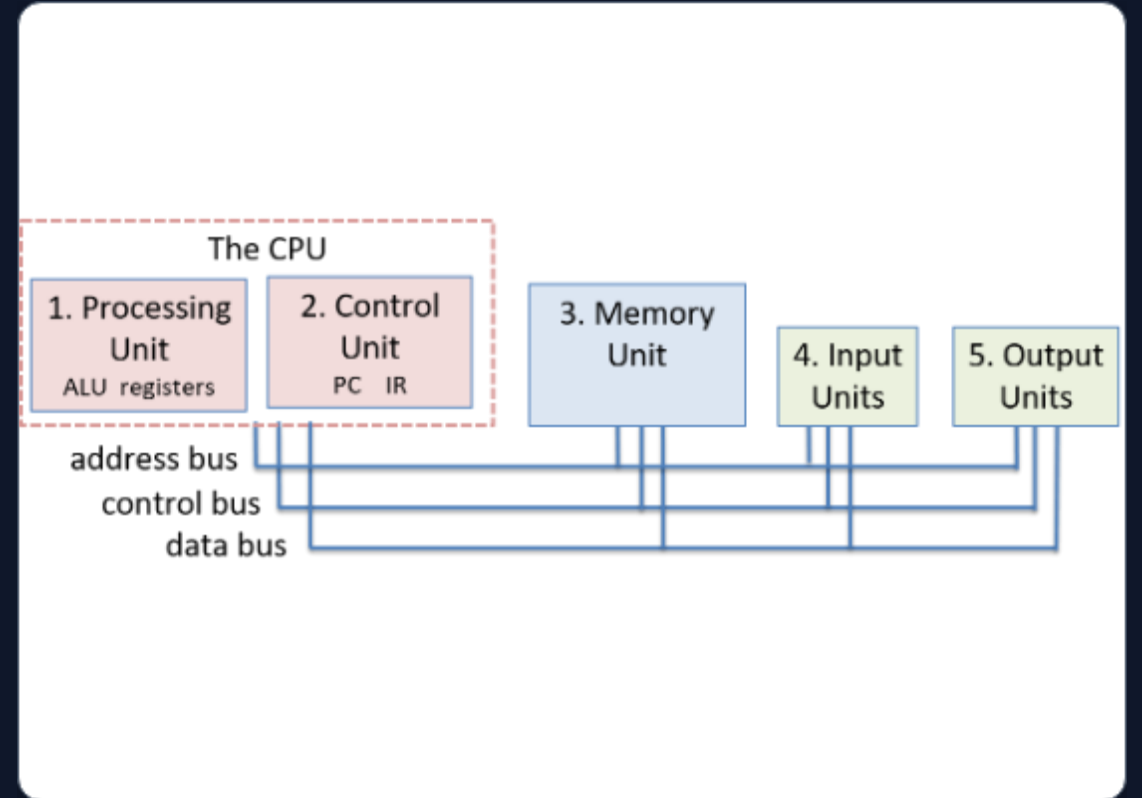 The CPU
1. Processing
Unit
ALU registers
2. Control
Unit
PC IR
3. Memory
Unit
4. Input
Units
5. Output
Units
address bus
control bus
data bus